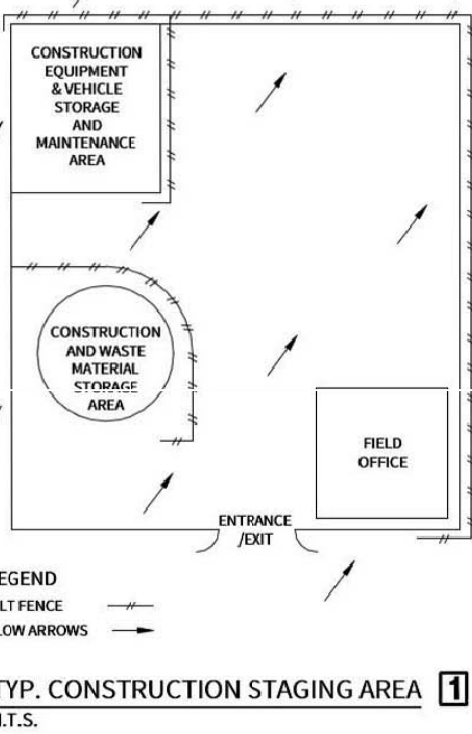 CONSTRUCTION
EQUIPMENT
& VEHICLE
STORAGE
AND
MAINTENANCE
AREA
CONSTRUCTION
AND WASTE
MATERIAL
STORAGE
AREA
FIELD
OFFICE
ENTRANCE
/EXIT
EGEND
LT FENCE
LOW ARROWS
TYP. CONSTRUCTION STAGING AREA 1
.T.S.